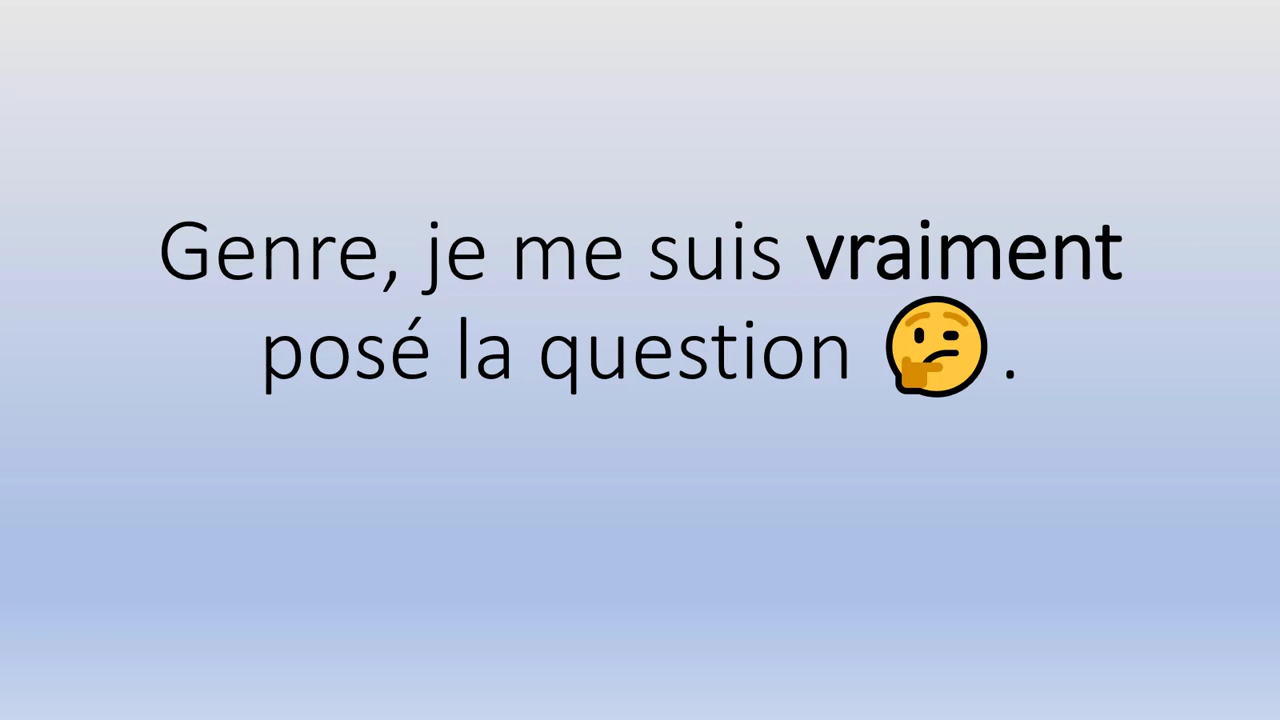 Genre, je me suis vraiment
posé la question 🤔.